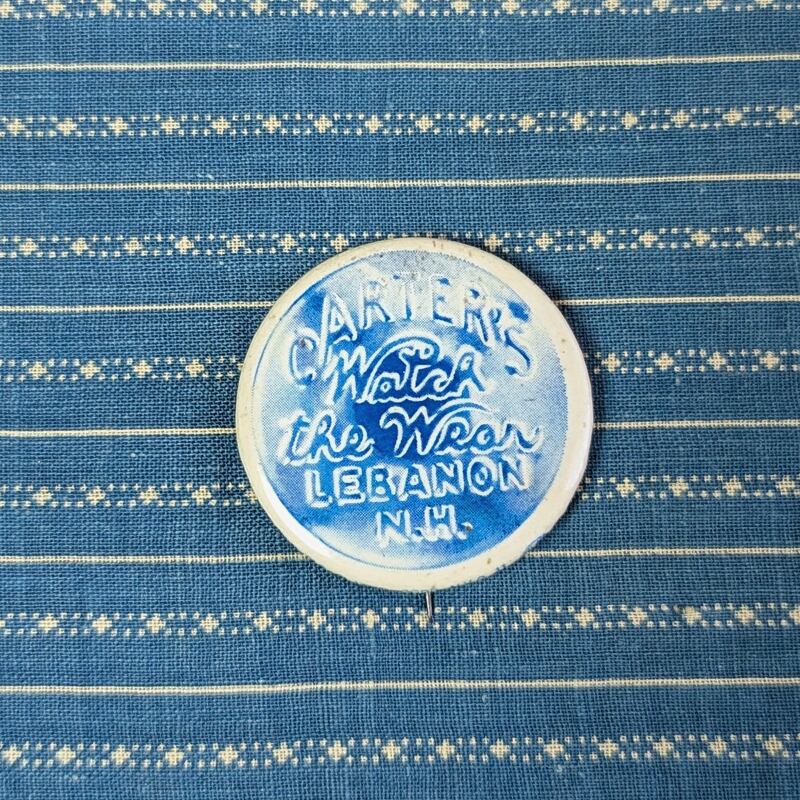 CARTER'S
Watch
the Wear
LEBANON
N.H.